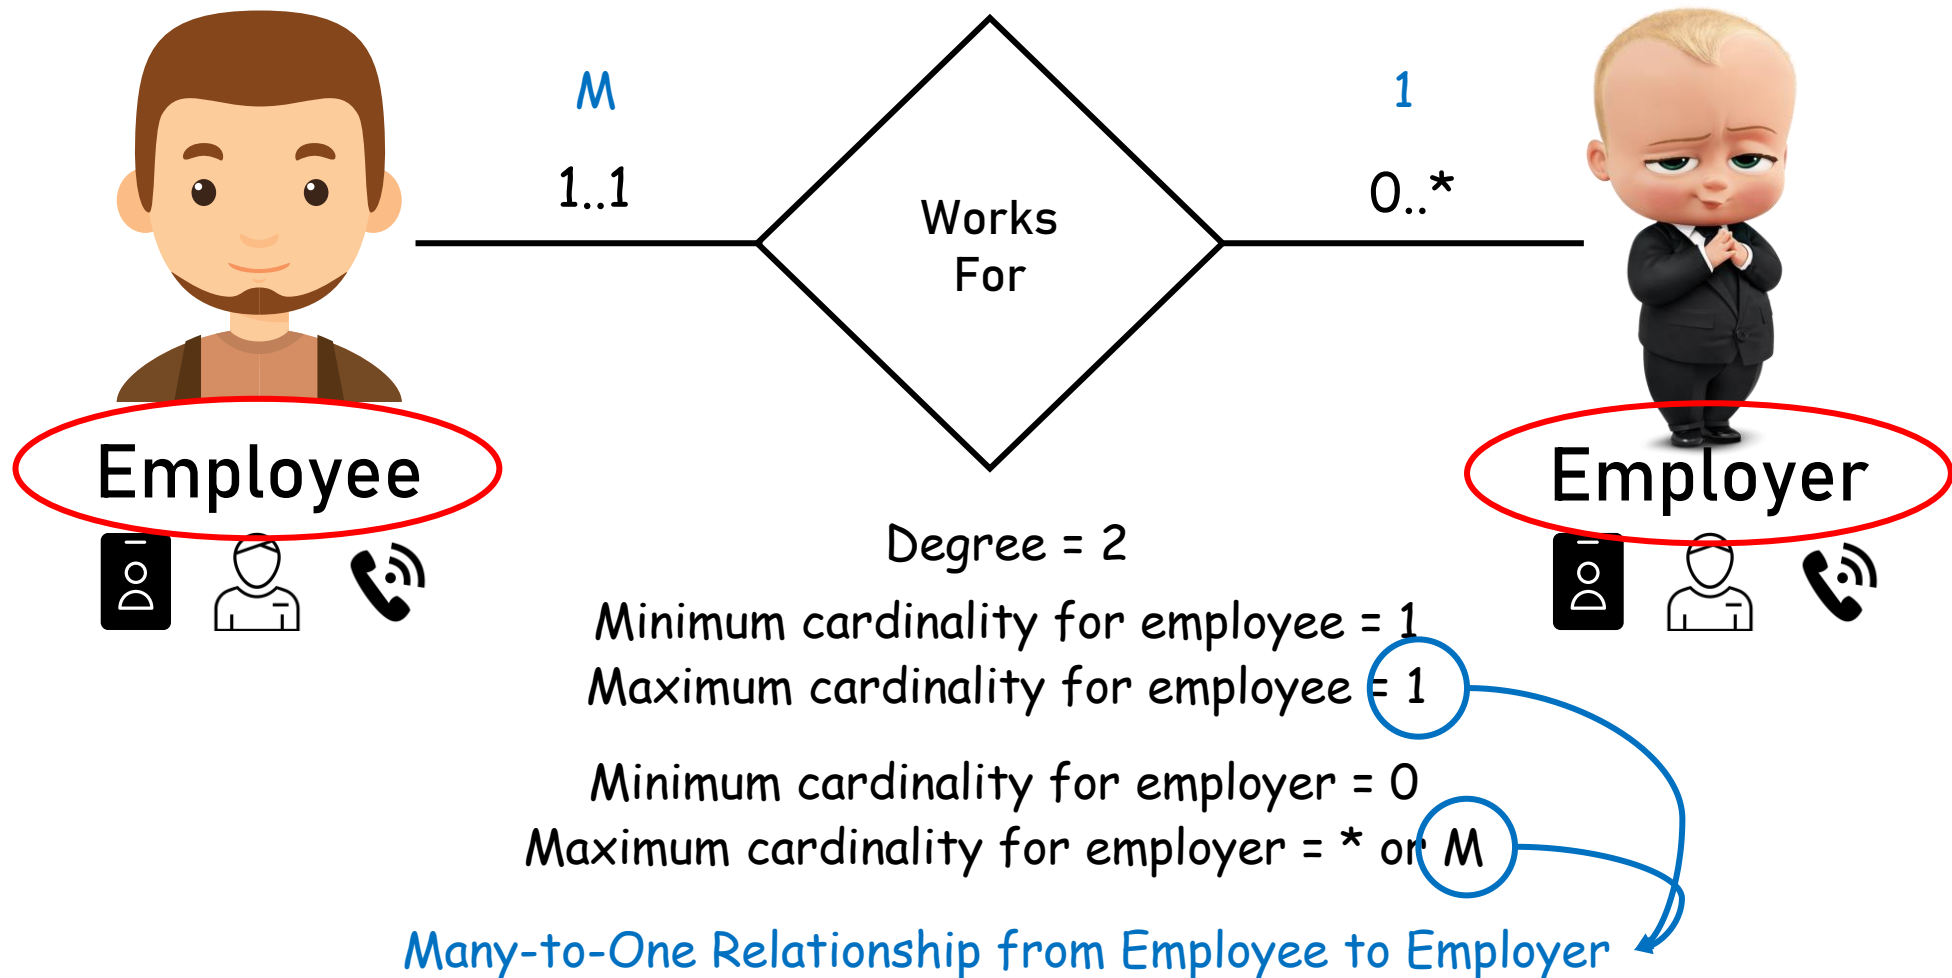 M
1
1..1
0..*
Works
For
Employee
Employer
Degree = 2
Minimum cardinality for employee = 1
Maximum cardinality for employee = 1
Minimum cardinality for employer = 0
Maximum cardinality for employer = * or M
Many-to-One Relationship from Employee to Employer